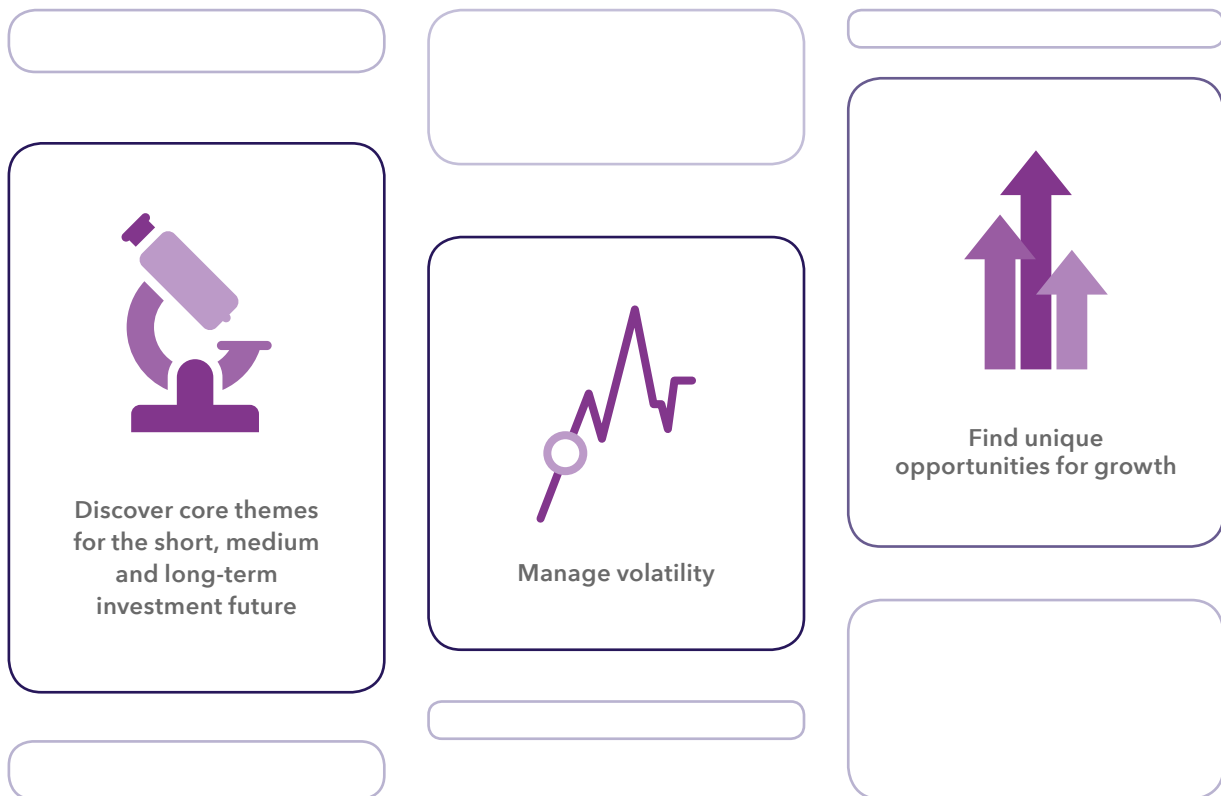 Discover core themes
for the short, medium
and long-term
investment future
Manage volatility
Find unique
opportunities for growth